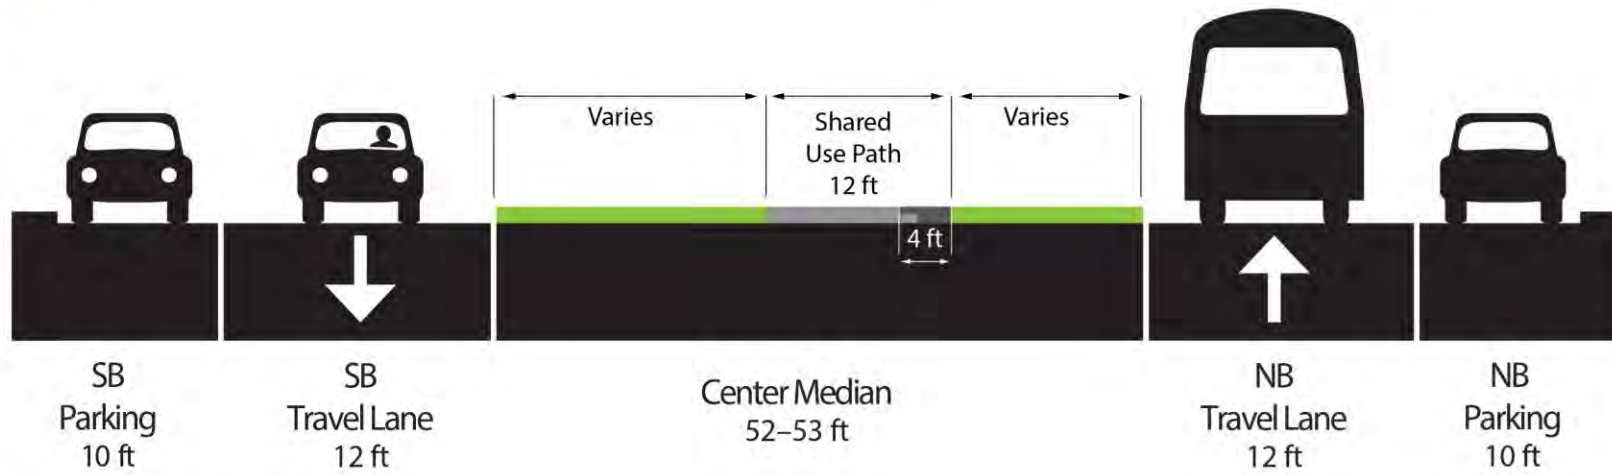 Varies
Shared
Use Path
12 ft
Varies
4 ft
SB
Parking
10 ft
SB
Travel Lane
12 ft
Center Median
52–53 ft
NB
Travel Lane
12 ft
NB
Parking
10 ft